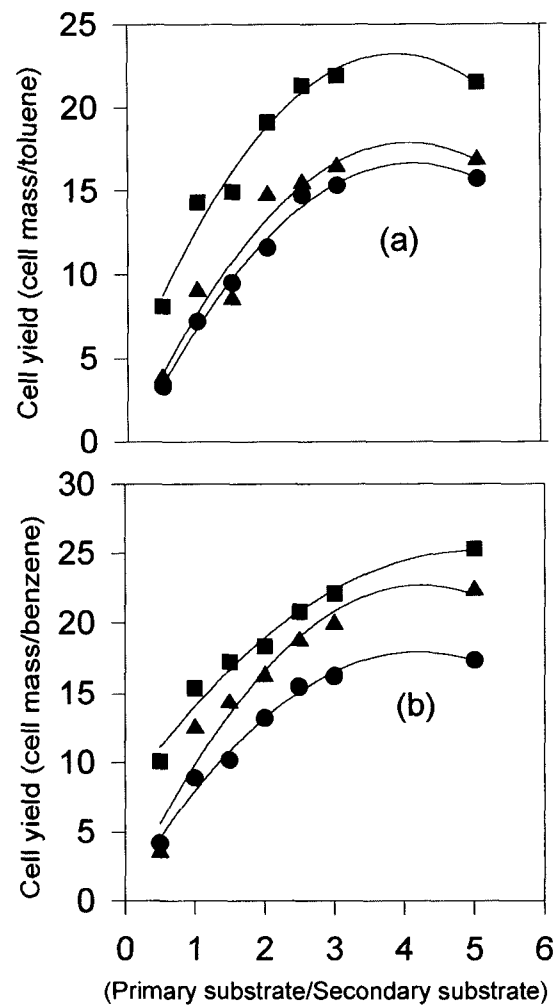 25
20
15
10
5
0
Cell yield (cell mass/toluene)
(a)
30
25
20
15
10
5
0
Cell yield (cell mass/benzene)
(b)
0 1 2 3 4 5 6
(Primary substrate/Secondary substrate)